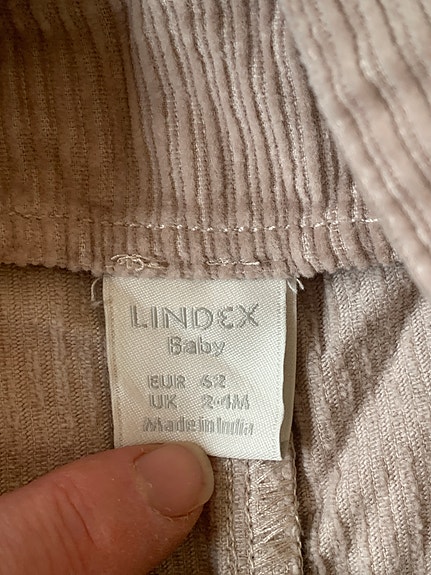 LINDEX
Baby
EUR 62
UK 2-4M
Made in India